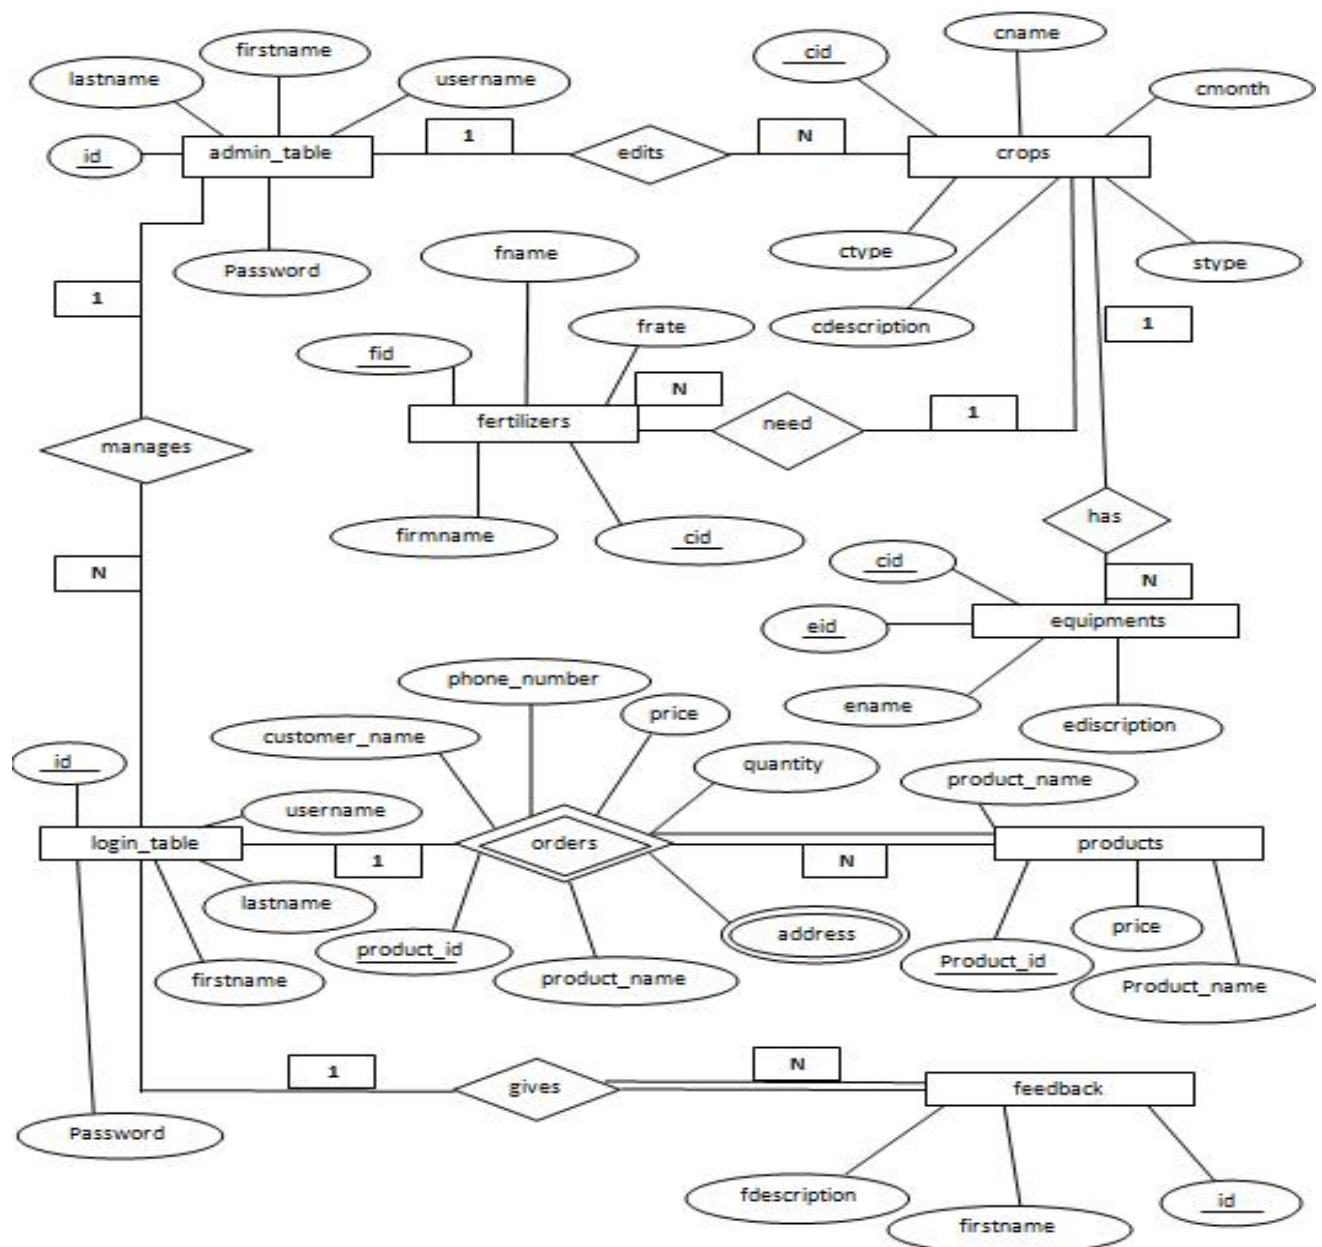 cname
firstname
cid
lastname
username
cmonth
1
N
id
admin_table
edits
crops
fname
ctype
stype
Password
1
frate
cdescription
1
fid
N
fertilizers
need
1
manages
has
firmname
cid
cid
N
N
eid
equipments
phone_number
price
ename
ediscription
customer_name
id
quantity
product_name
username
login_table
orders
products
1
N
lastname
product_id
address
price
product_name
Product_id
firstname
Product_name
1
N
gives
feedback
Password
fdescription
id
firstname